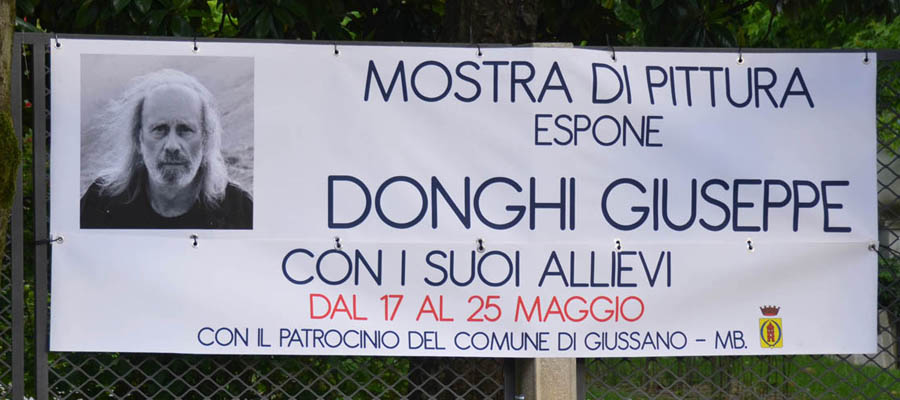 MOSTRA DI PITTURA
ESPONE
DONGHI GIUSEPPE
CON I SUOI ALLIEVI
DAL 17 AL 25 MAGGIO
CON IL PATROCINIO DEL COMUNE DI GIUSSANO - MB.